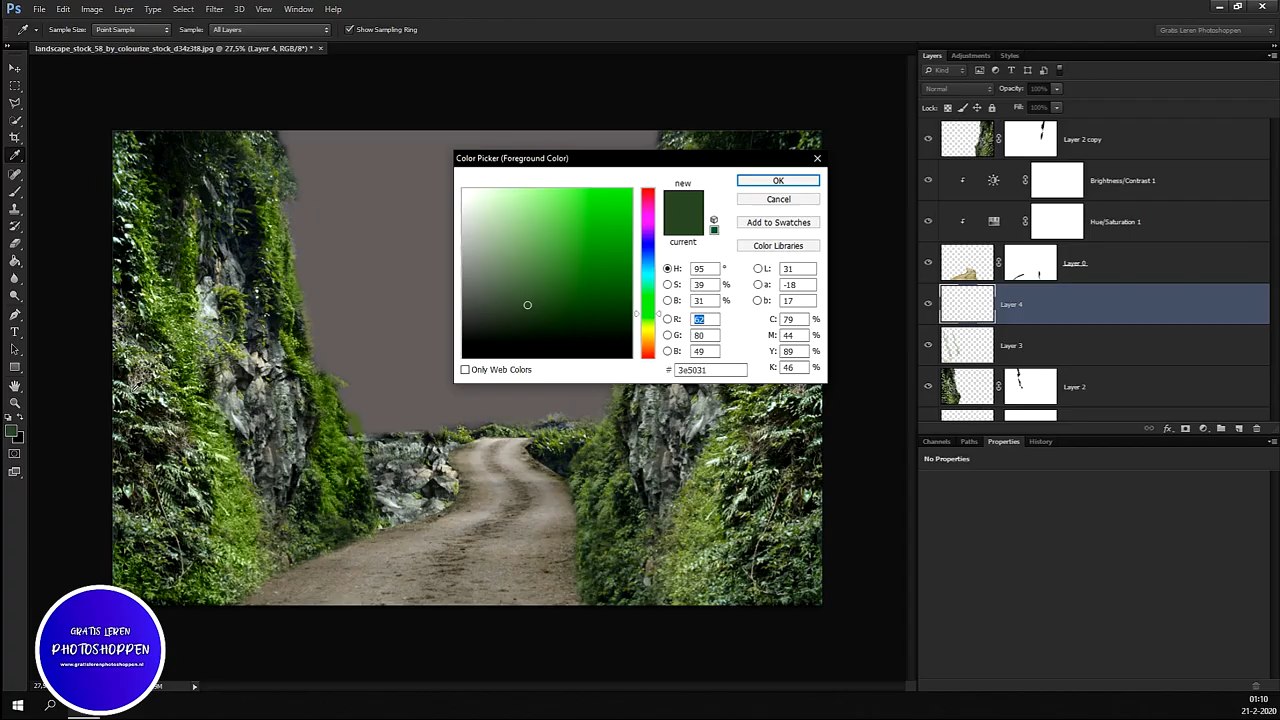 Ps File Edit Image Layer Type Select Filter 3D View Window Help
Sample Size: Point Sample Sample: All Layers Show Sampling Ring
Gratis Leren Photoshoppen
landscape_stock_58_by_colourize_stock_d34z3t8.jpg @ 27,5% (Layer 4, RGB/8*) *
Color Picker (Foreground Color)
new
current
OK
Cancel
Add to Swatches
Color Libraries
H: 95 °
S: 39 %
B: 31 %
R: 62
G: 80
B: 49
L: 31
a: -18
b: 17
C: 79 %
M: 44 %
Y: 89 %
K: 46 %
# 3e5031
Only Web Colors
Layers Adjustments Styles
Kind
Normal Opacity: 100%
Lock: Fill: 100%
Layer 2 copy
Brightness/Contrast 1
Hue/Saturation 1
Layer 0
Layer 4
Layer 3
Layer 2
fx
Channels Paths Properties History
No Properties
GRATIS LEREN
PHOTOSHOPPEN
www.gratislerenphotoshoppen.nl
01:10
21-2-2020